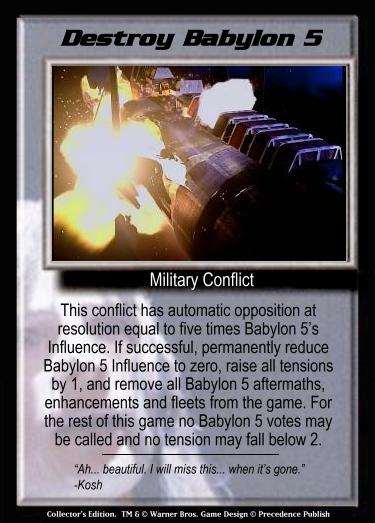 Destroy Babylon 5
Military Conflict
This conflict has automatic opposition at
resolution equal to five times Babylon 5's
Influence. If successful, permanently reduce
Babylon 5 Influence to zero, raise all tensions
by 1, and remove all Babylon 5 aftermaths,
enhancements and fleets from the game. For
the rest of this game no Babylon 5 votes may
be called and no tension may fall below 2.
"Ah... beautiful. I will miss this... when it's gone."
-Kosh
Collector's Edition. TM & © Warner Bros. Game Design © Precedence Publish